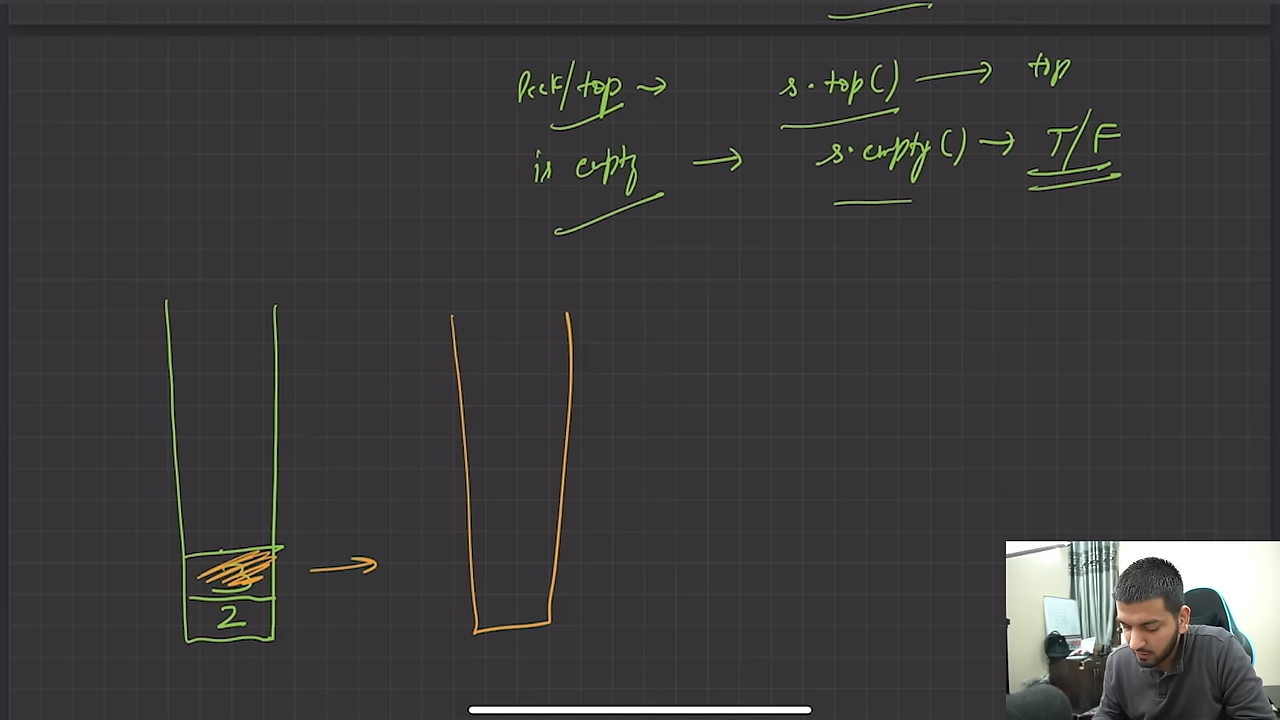 Peek/top → s.top() → top
is empty → s.empty() → T/F
2